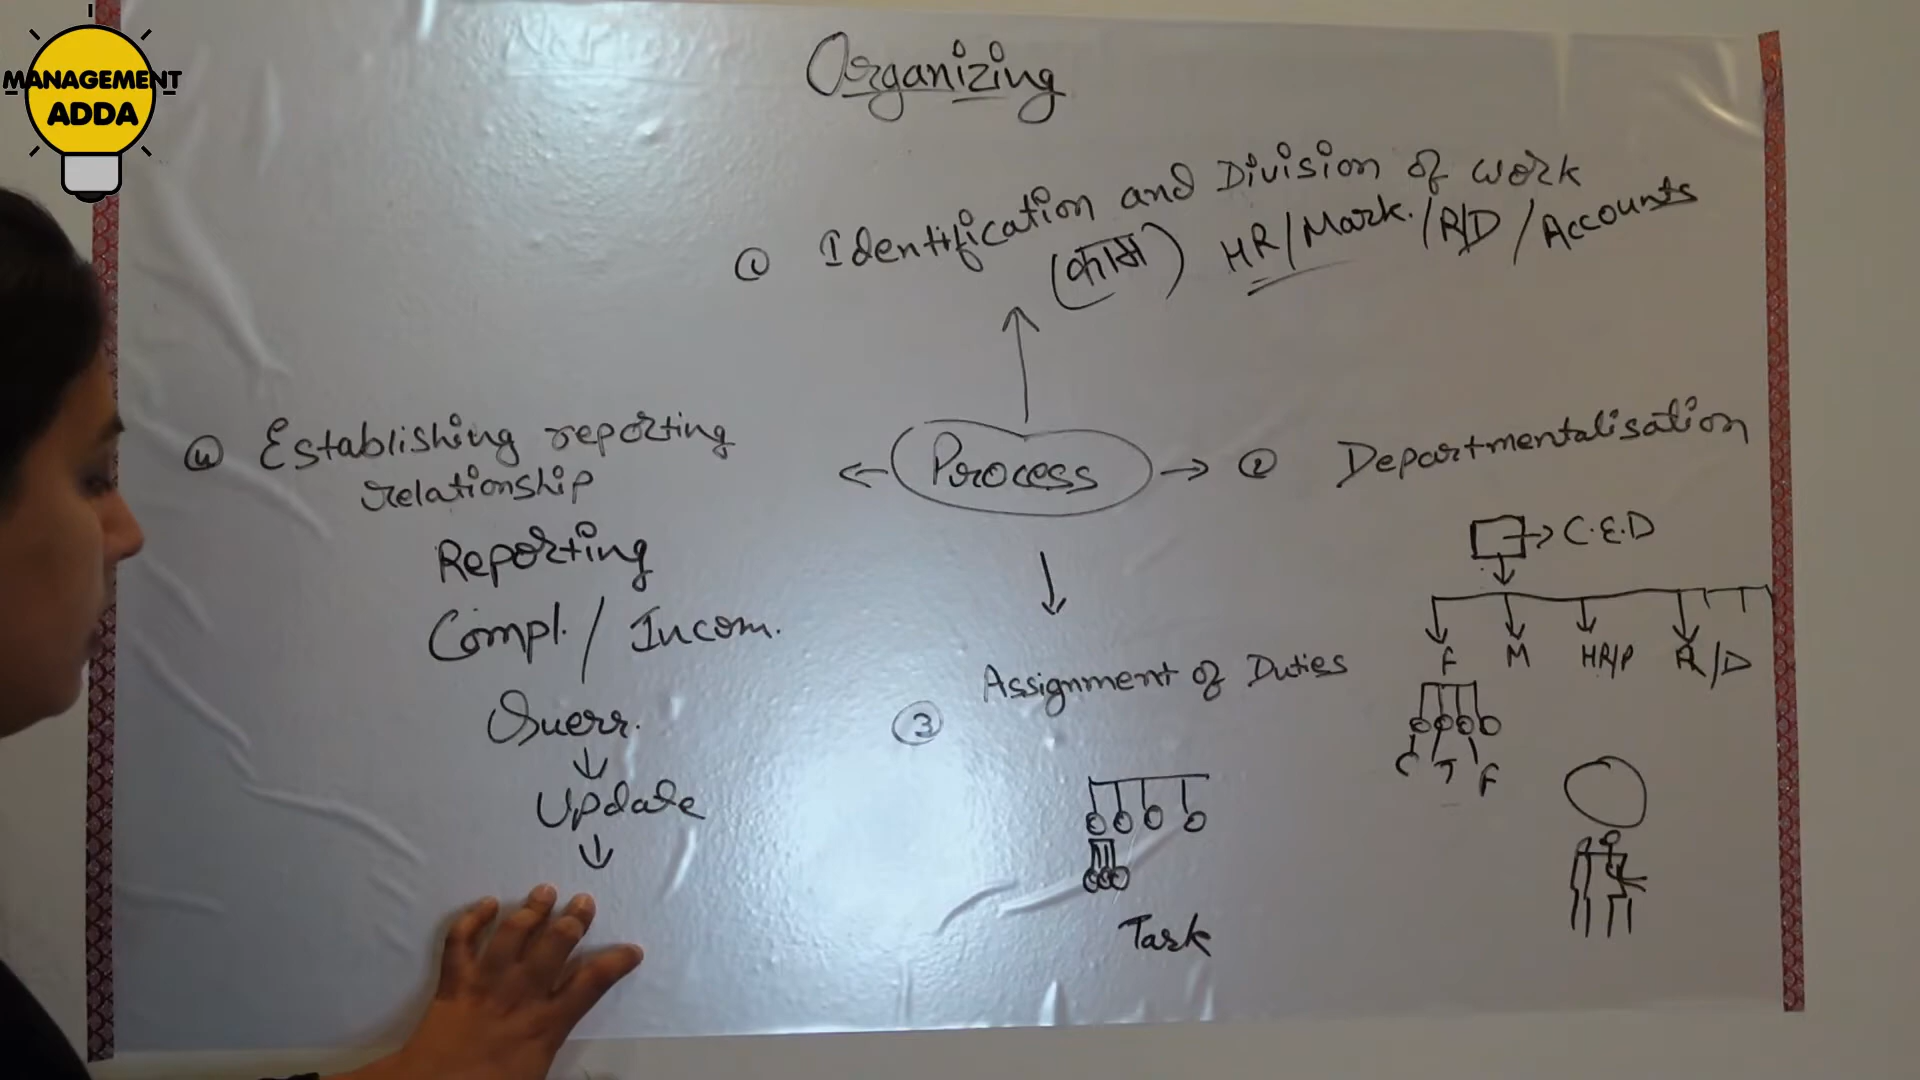 MANAGEMENT
ADDA
Organizing
① Identification and Division of work
(काम) HR/Mark./R/D/Accounts
④ Establishing reporting
relationship
Reporting
Compl./Incom.
Update
Process
② Departmentalisation
C.E.O
F M HR/P R/D
C T F
③ Assignment of Duties
Task